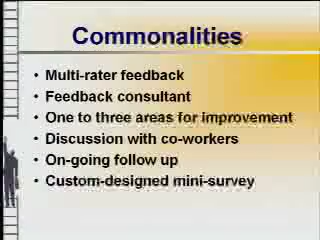 Commonalities
• Multi-rater feedback
• Feedback consultant
• One to three areas for improvement
• Discussion with co-workers
• On-going follow up
• Custom-designed mini-survey